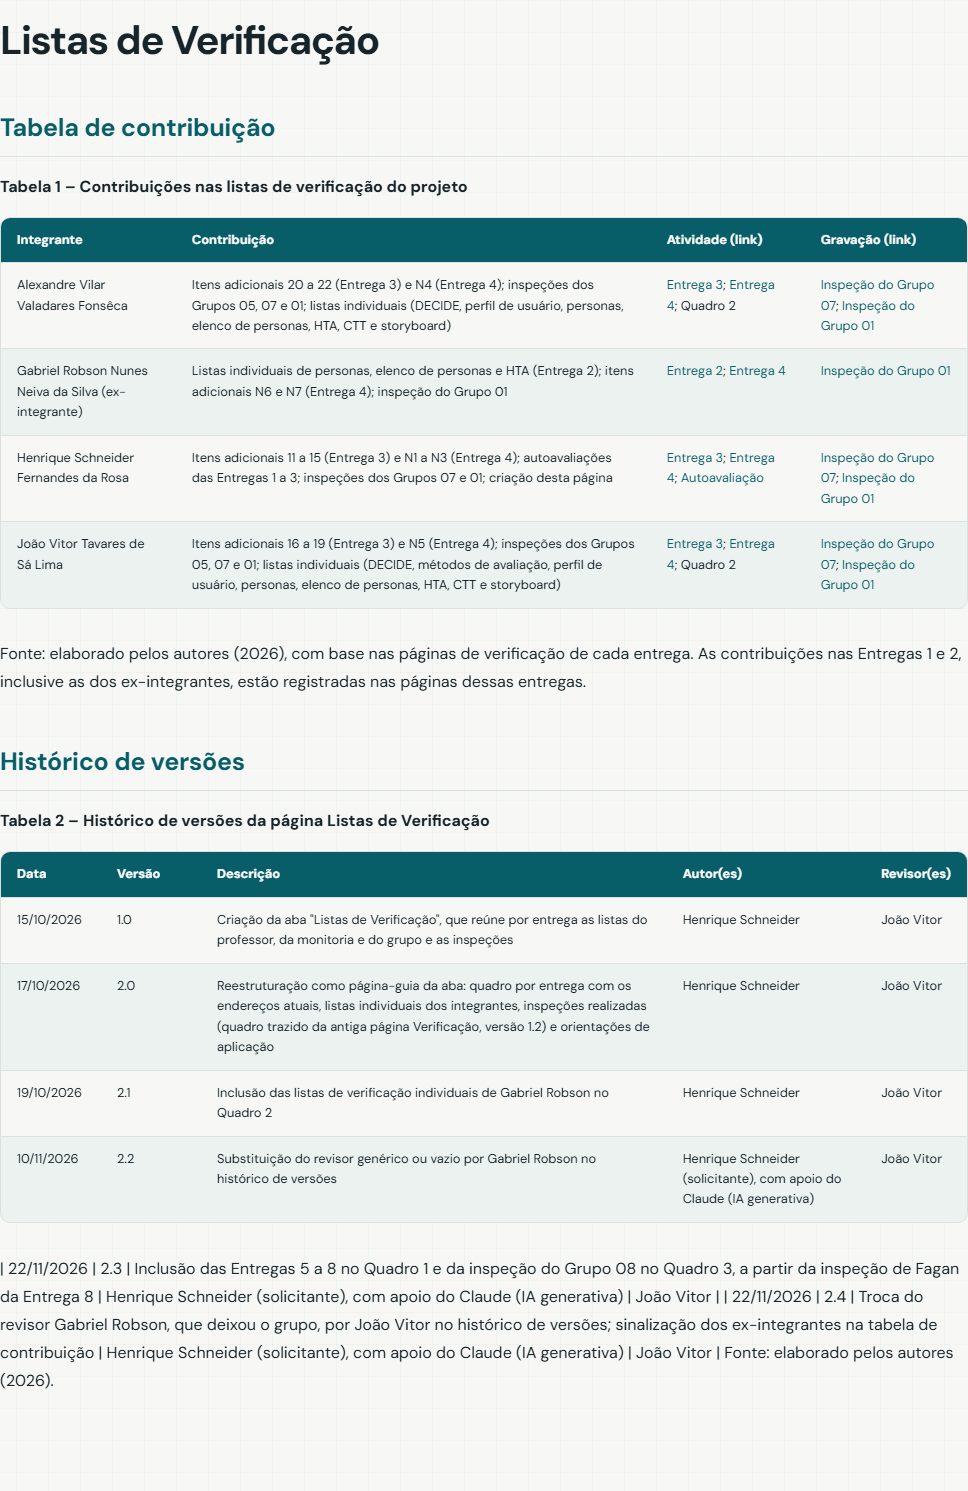 Listas de Verificação
Tabela de contribuição
Tabela 1 – Contribuições nas listas de verificação do projeto
Integrante Contribuição Atividade (link) Gravação (link)
Alexandre Vilar Itens adicionais 20 a 22 (Entrega 3) e N4 (Entrega 4); inspeções dos Entrega 3; Entrega Inspeção do Grupo
Valadares Fonsêca Grupos 05, 07 e 01; listas individuais (DECIDE, perfil de usuário, personas, 4; Quadro 2 07; Inspeção do
elenco de personas, HTA, CTT e storyboard) Grupo 01
Gabriel Robson Nunes Listas individuais de personas, elenco de personas e HTA (Entrega 2); itens Entrega 2; Entrega 4 Inspeção do Grupo 01
Neiva da Silva (ex- adicionais N6 e N7 (Entrega 4); inspeção do Grupo 01
integrante)
Henrique Schneider Itens adicionais 11 a 15 (Entrega 3) e N1 a N3 (Entrega 4); autoavaliações Entrega 3; Entrega Inspeção do Grupo
Fernandes da Rosa das Entregas 1 a 3; inspeções dos Grupos 07 e 01; criação desta página 4; Autoavaliação 07; Inspeção do
Grupo 01
João Vitor Tavares de Itens adicionais 16 a 19 (Entrega 3) e N5 (Entrega 4); inspeções dos Grupos Entrega 3; Entrega Inspeção do Grupo
Sá Lima 05, 07 e 01; listas individuais (DECIDE, métodos de avaliação, perfil de 4; Quadro 2 07; Inspeção do
usuário, personas, elenco de personas, HTA, CTT e storyboard) Grupo 01
Fonte: elaborado pelos autores (2026), com base nas páginas de verificação de cada entrega. As contribuições nas Entregas 1 e 2,
inclusive as dos ex-integrantes, estão registradas nas páginas dessas entregas.
Histórico de versões
Tabela 2 – Histórico de versões da página Listas de Verificação
Data Versão Descrição Autor(es) Revisor(es)
15/10/2026 1.0 Criação da aba "Listas de Verificação", que reúne por entrega as listas do Henrique Schneider João Vitor
professor, da monitoria e do grupo e as inspeções
17/10/2026 2.0 Reestruturação como página-guia da aba: quadro por entrega com os Henrique Schneider João Vitor
endereços atuais, listas individuais dos integrantes, inspeções realizadas
(quadro trazido da antiga página Verificação, versão 1.2) e orientações de
aplicação
19/10/2026 2.1 Inclusão das listas de verificação individuais de Gabriel Robson no Henrique Schneider João Vitor
Quadro 2
10/11/2026 2.2 Substituição do revisor genérico ou vazio por Gabriel Robson no Henrique Schneider João Vitor
histórico de versões (solicitante), com apoio do
Claude (IA generativa)
| 22/11/2026 | 2.3 | Inclusão das Entregas 5 a 8 no Quadro 1 e da inspeção do Grupo 08 no Quadro 3, a partir da inspeção de Fagan
da Entrega 8 | Henrique Schneider (solicitante), com apoio do Claude (IA generativa) | João Vitor | | 22/11/2026 | 2.4 | Troca do
revisor Gabriel Robson, que deixou o grupo, por João Vitor no histórico de versões; sinalização dos ex-integrantes na tabela de
contribuição | Henrique Schneider (solicitante), com apoio do Claude (IA generativa) | João Vitor | Fonte: elaborado pelos autores
(2026).